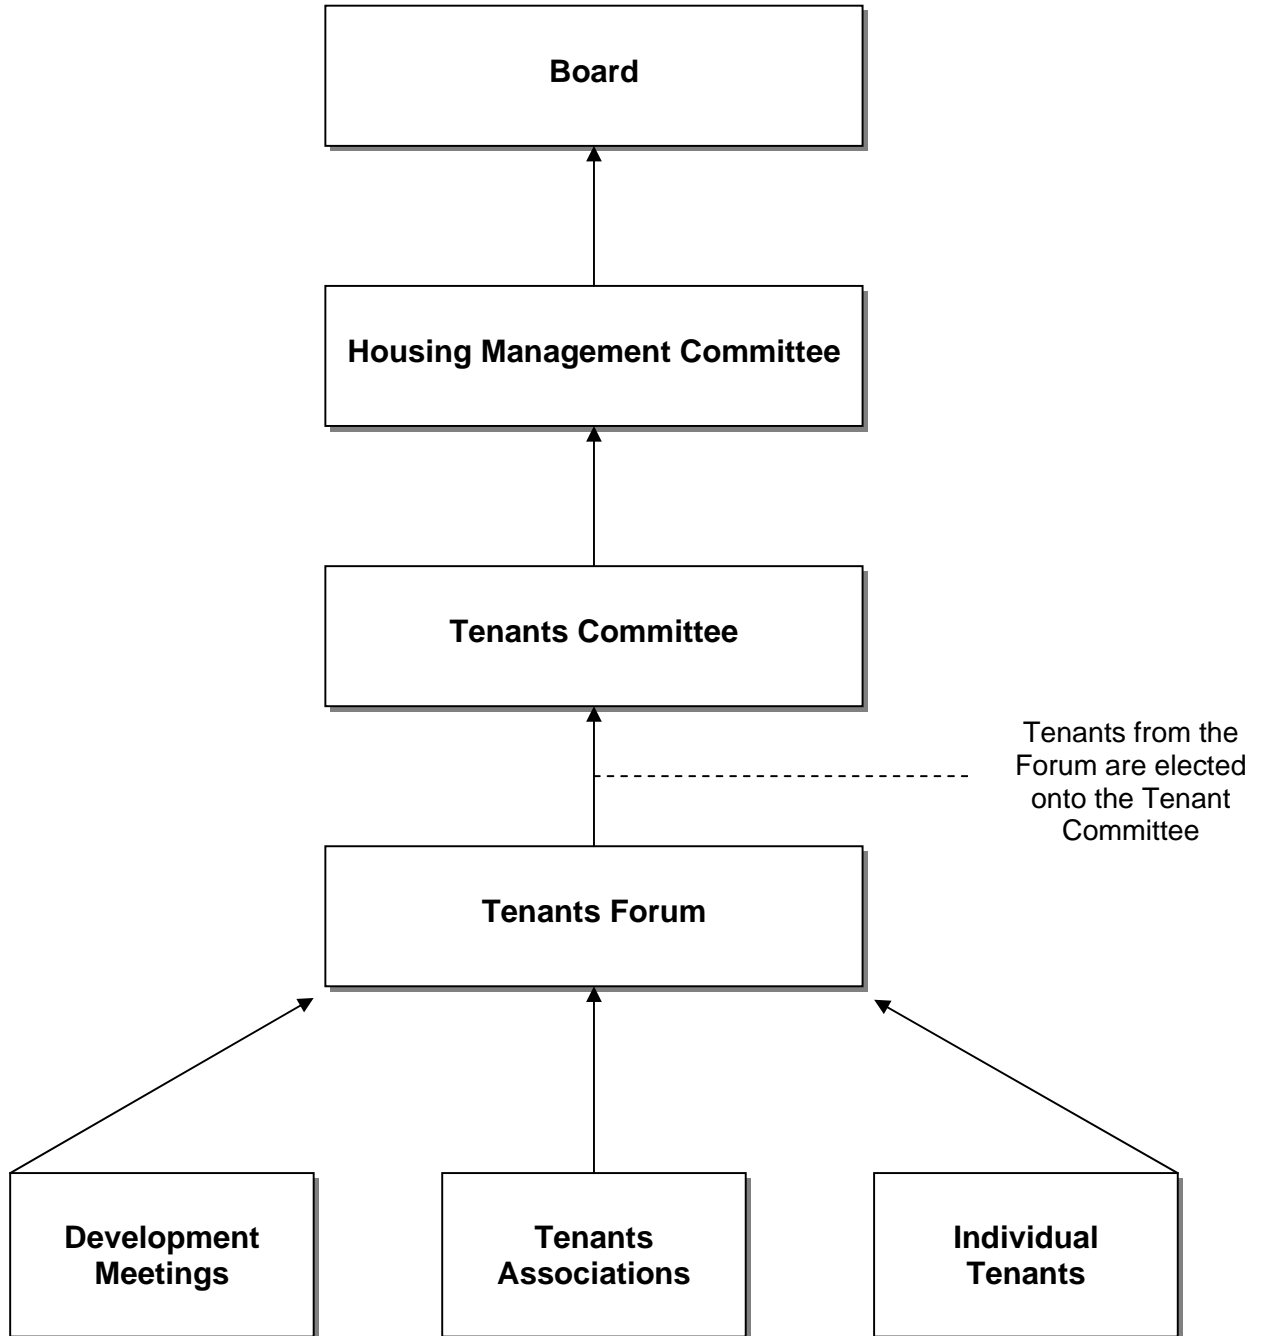 Board
Housing Management Committee
Tenants Committee
Tenants from the
Forum are elected
onto the Tenant
Committee
Tenants Forum
Development
Meetings
Tenants
Associations
Individual
Tenants